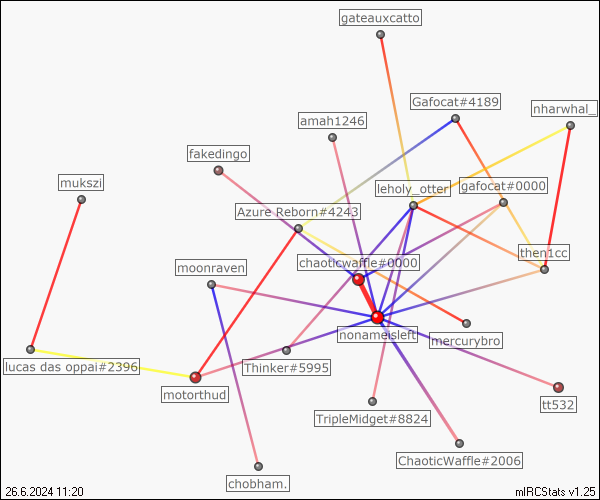 gateauxcatto
Gafocat#4189
nharwhal_
amah1246
fakedingo
mukszi
leholy_otter
gafocat#0000
Azure Reborn#4243
then1cc
chaoticwaffle#0000
moonraven
nonameisleft
mercurybro
lucas das oppai#2396
Thinker#5995
motorthud
tt532
TripleMidget#8824
ChaoticWaffle#2006
chobham.
26.6.2024 11:20
mIRCStats v1.25